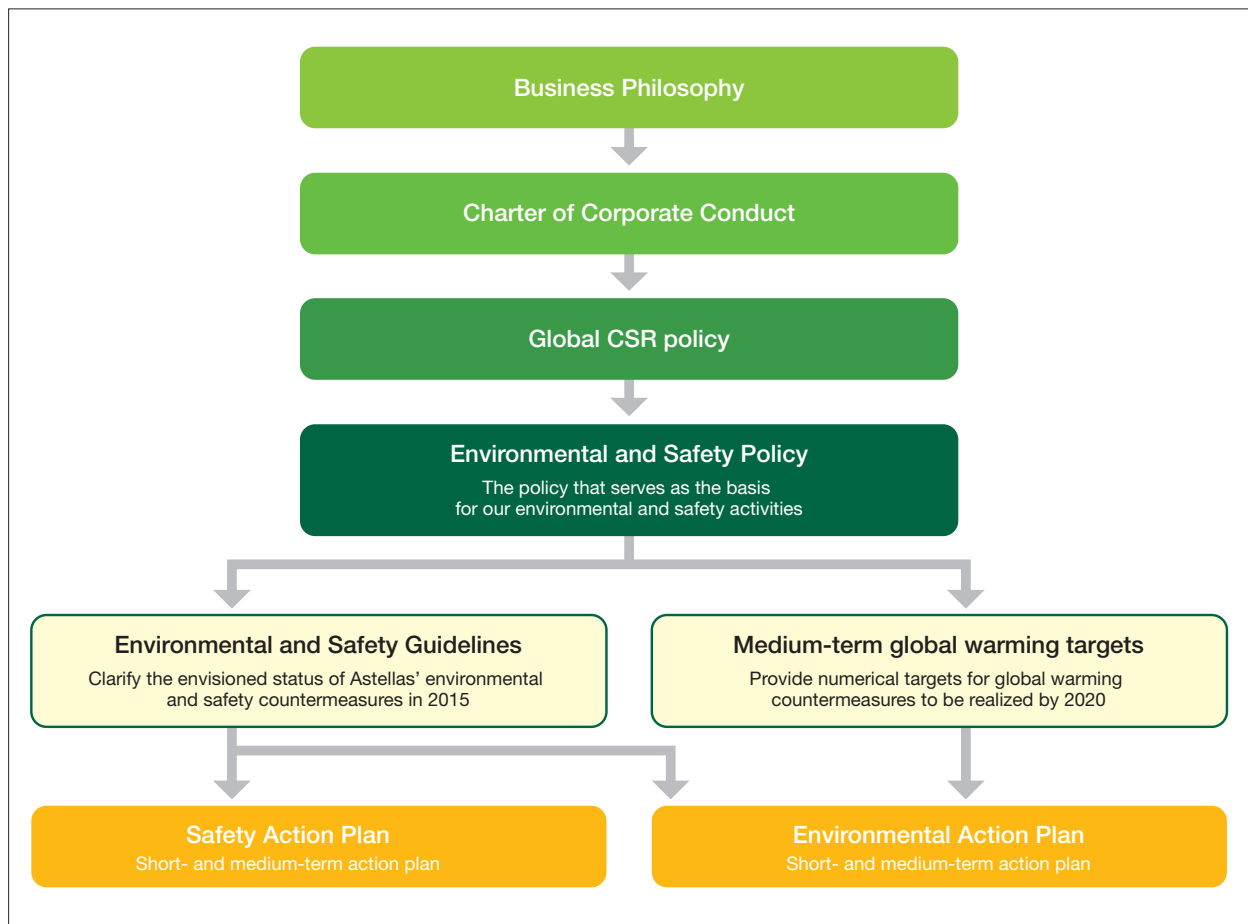 Business Philosophy
Charter of Corporate Conduct
Global CSR policy
Environmental and Safety Policy
The policy that serves as the basis
for our environmental and safety activities
Environmental and Safety Guidelines
Clarify the envisioned status of Astellas’ environmental
and safety countermeasures in 2015
Medium-term global warming targets
Provide numerical targets for global warming
countermeasures to be realized by 2020
Safety Action Plan
Short- and medium-term action plan
Environmental Action Plan
Short- and medium-term action plan